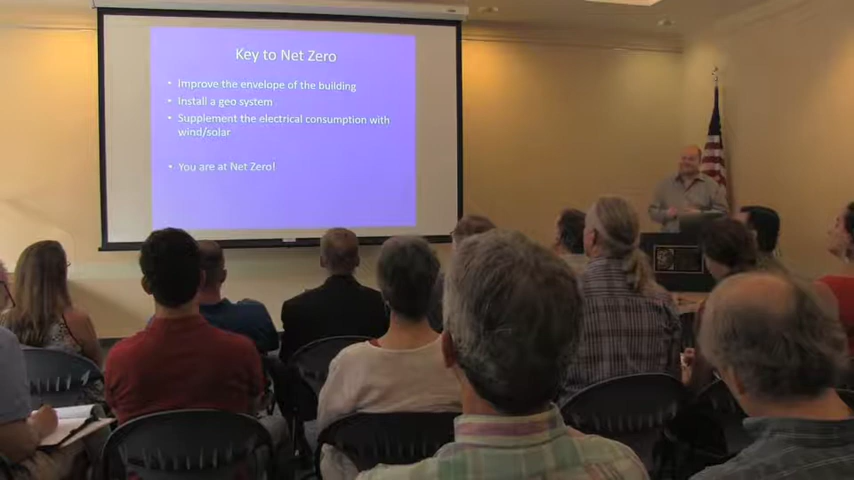 Key to Net Zero
• Improve the envelope of the building
• Install a geo system
• Supplement the electrical consumption with
wind/solar
• You are at Net Zero!